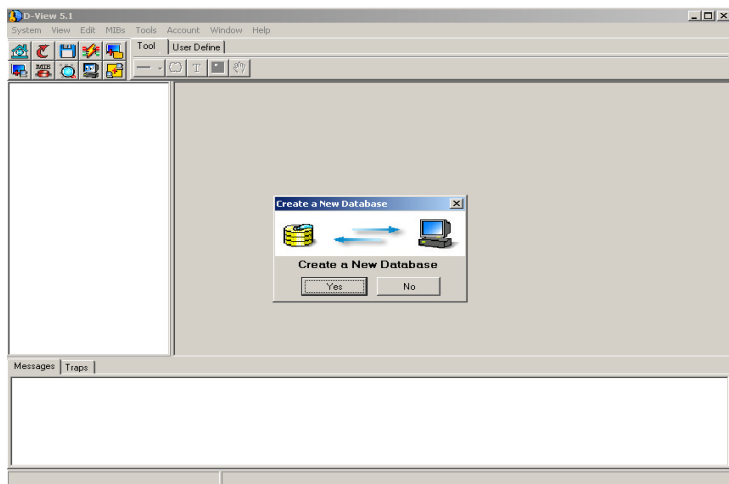 D-View 5.1
System View Edit MIBs Tools Account Window Help
Tool User Define
MIB
T
Create a New Database
Create a New Database
Yes No
Messages Traps